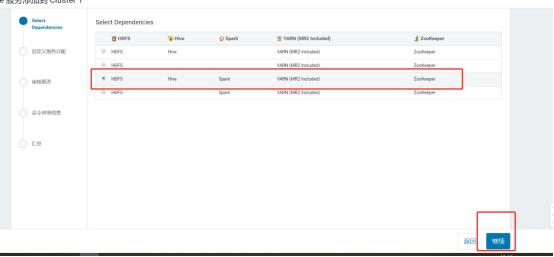 服务添加到 Cluster 1
Select Dependencies
Select Dependencies
HDFS Hive Spark YARN (MR2 Included) ZooKeeper
HDFS YARN (MR2 Included) ZooKeeper
自定义角色分配
HDFS Hive YARN (MR2 Included) ZooKeeper
HDFS Hive Spark YARN (MR2 Included) ZooKeeper
审核更改
HDFS Spark YARN (MR2 Included) ZooKeeper
命令详细信息
汇总
返回 继续